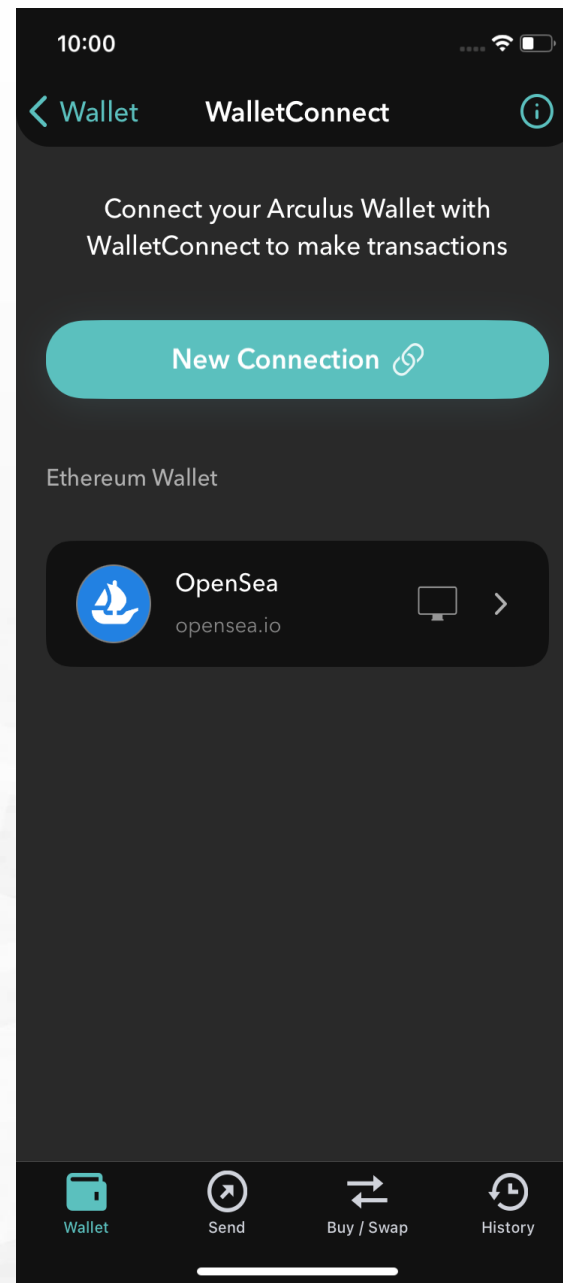 10:00
Wallet
WalletConnect
Connect your Arculus Wallet with
WalletConnect to make transactions
New Connection
Ethereum Wallet
OpenSea
opensea.io
Wallet
Send
Buy / Swap
History